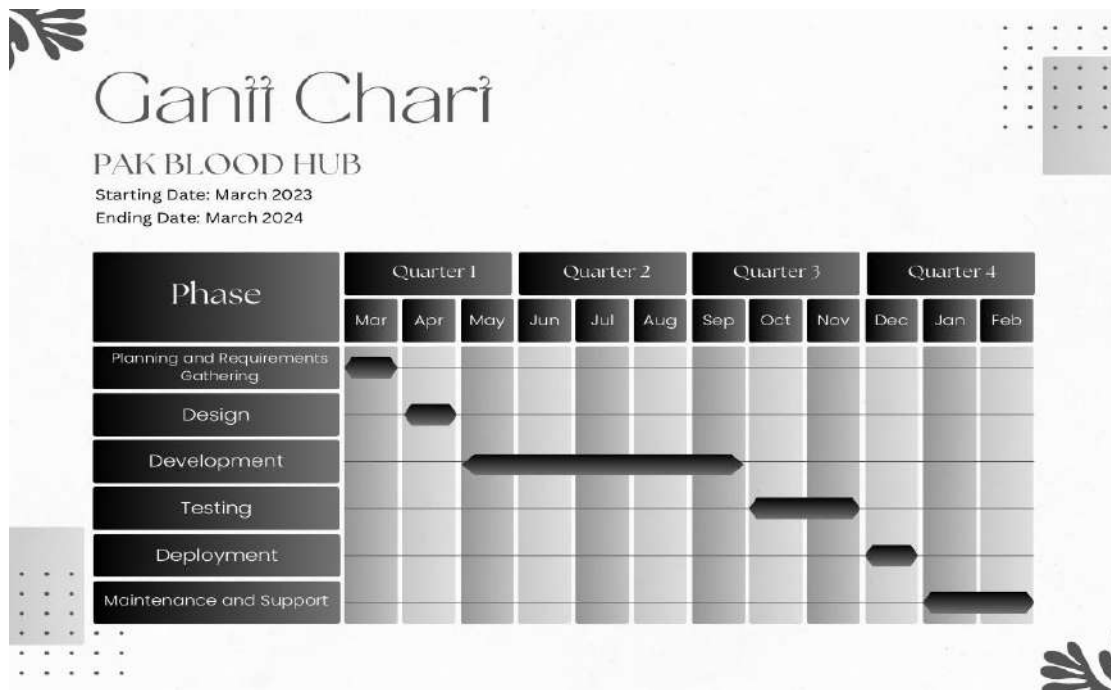 Gantt Chart
PAK BLOOD HUB
Starting Date: March 2023
Ending Date: March 2024
Phase
Quarter 1 Quarter 2 Quarter 3 Quarter 4
Mar Apr May Jun Jul Aug Sep Oct Nov Dec Jan Feb
Planning and Requirements
Gathering
Design
Development
Testing
Deployment
Maintenance and Support